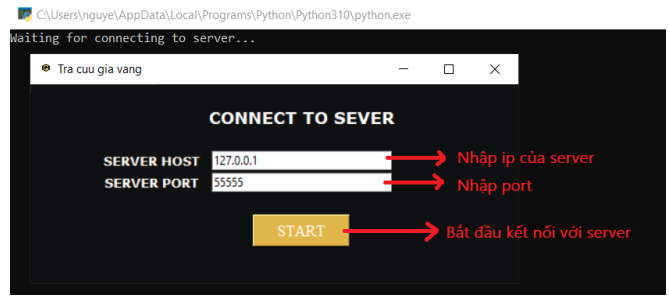 C:\Users\nguye\AppData\Local\Programs\Python\Python310\python.exe
Waiting for connecting to server...
Tra cuu gia vang
CONNECT TO SEVER
SERVER HOST 127.0.0.1 Nhập ip của server
SERVER PORT 55555 Nhập port
START Bắt đầu kết nối với server